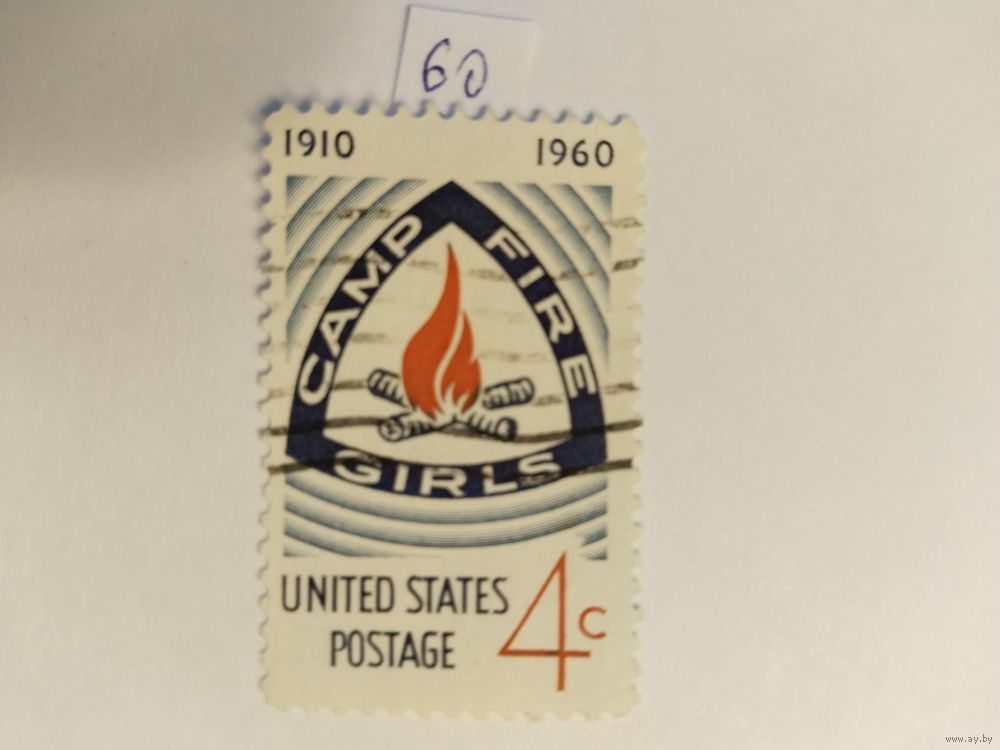 60
1910 1960
CAMP FIRE GIRLS
UNITED STATES
POSTAGE
4c
www.ay.by